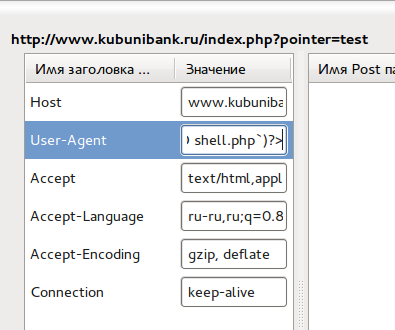 http://www.kubunibank.ru/index.php?pointer=test
Имя заголовка ... Значение Имя Post
Host www.kubuniba
User-Agent shell.php`)?>
Accept text/html,appl
Accept-Language ru-ru,ru;q=0.8
Accept-Encoding gzip, deflate
Connection keep-alive